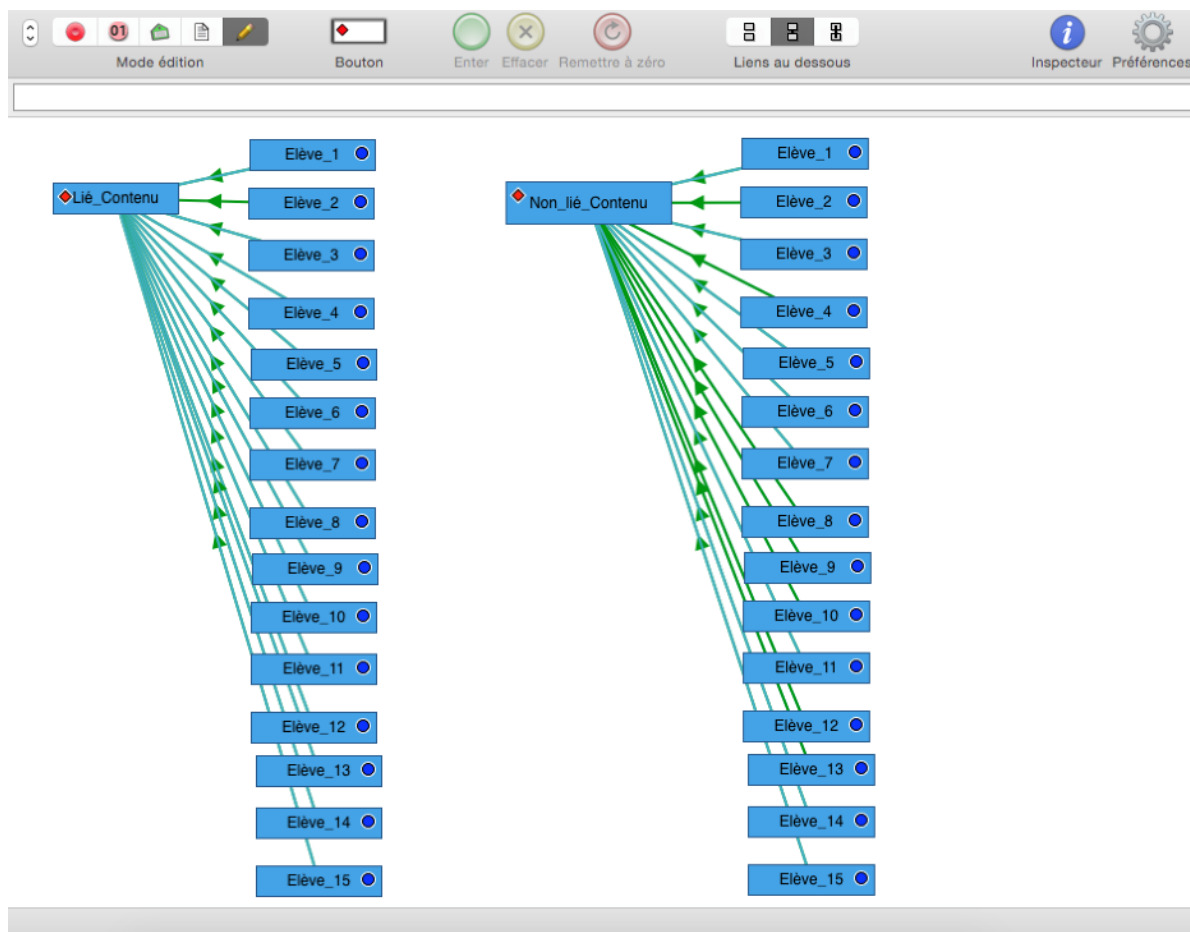 01
Mode édition
Bouton
Enter
Effacer
Remettre à zéro
Liens au dessous
Inspecteur
Préférences
Lié_Contenu
Elève_1
Elève_2
Elève_3
Elève_4
Elève_5
Elève_6
Elève_7
Elève_8
Elève_9
Elève_10
Elève_11
Elève_12
Elève_13
Elève_14
Elève_15
Non_lié_Contenu
Elève_1
Elève_2
Elève_3
Elève_4
Elève_5
Elève_6
Elève_7
Elève_8
Elève_9
Elève_10
Elève_11
Elève_12
Elève_13
Elève_14
Elève_15